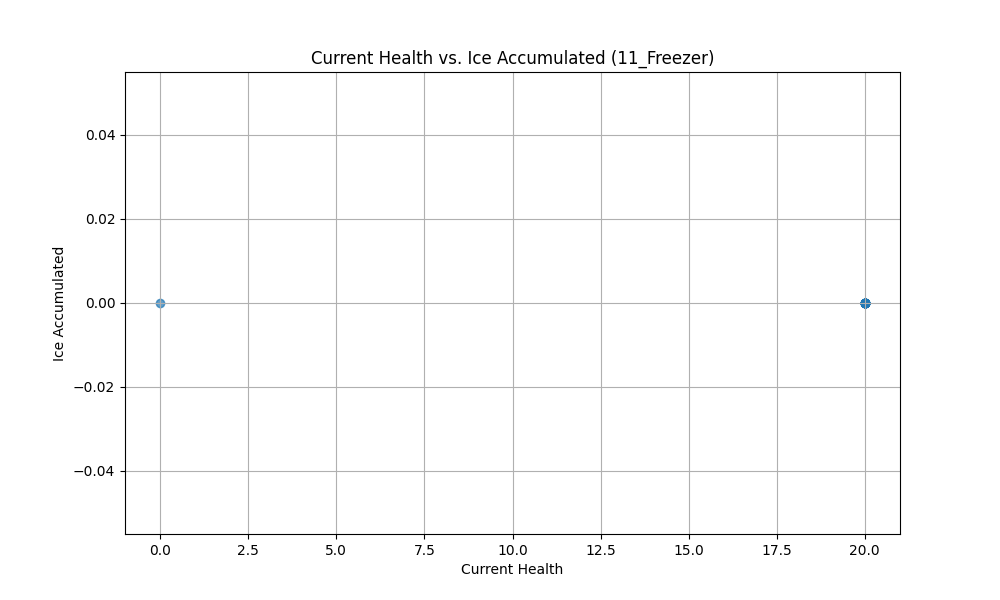 Current Health vs. Ice Accumulated (11_Freezer)
0.04
0.02
0.00
−0.02
−0.04
Ice Accumulated
0.0 2.5 5.0 7.5 10.0 12.5 15.0 17.5 20.0
Current Health